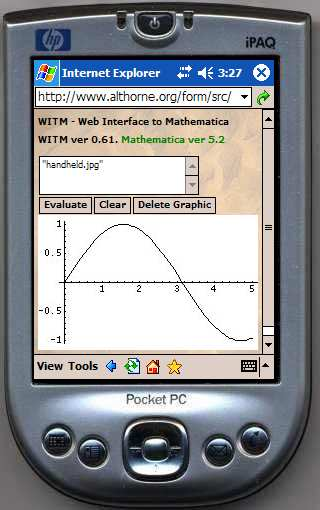 hp
iPAQ
Internet Explorer 3:27
http://www.althorne.org/form/src/
WITM - Web Interface to Mathematica
WITM ver 0.61. Mathematica ver 5.2
"handheld.jpg"
Evaluate Clear Delete Graphic
1
0.5
1 2 3 4 5
-0.5
-1
View Tools
Pocket PC